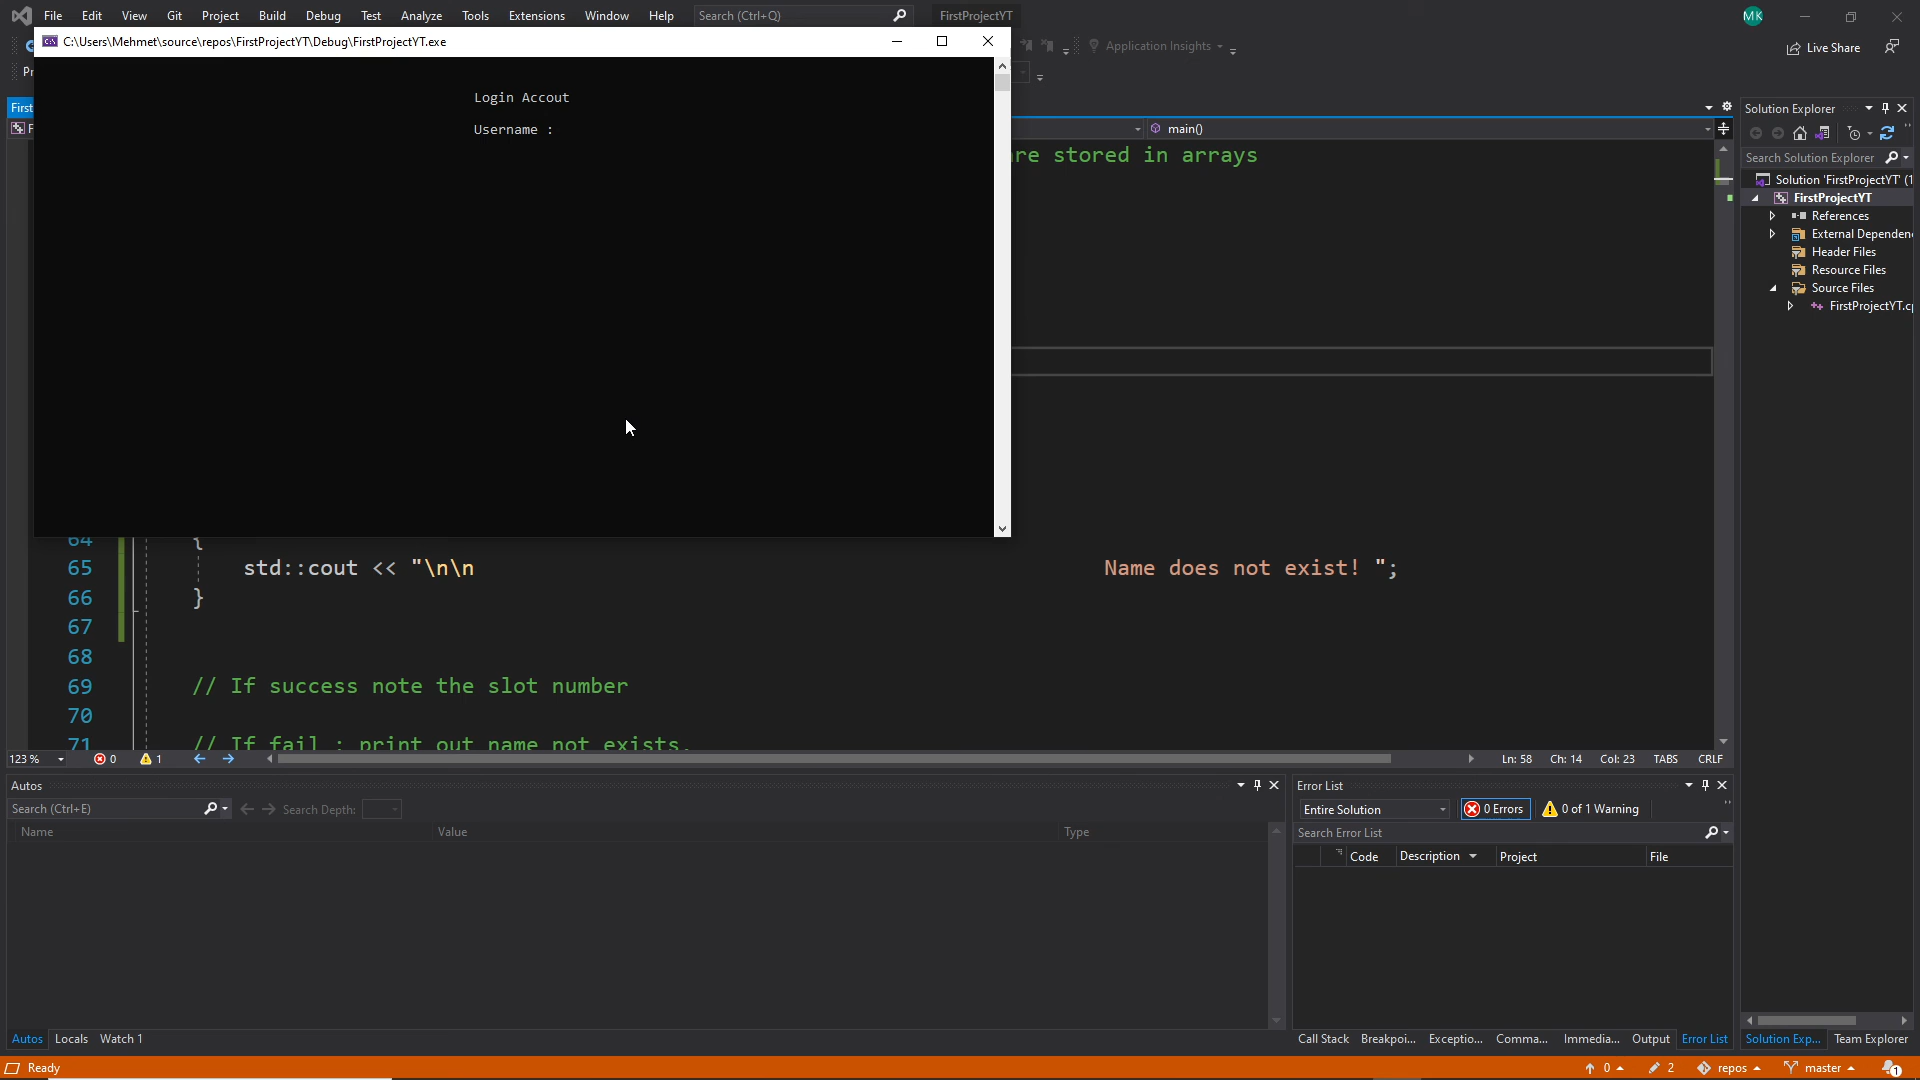 File Edit View Git Project Build Debug Test Analyze Tools Extensions Window Help Search (Ctrl+Q) FirstProjectYT MK
C:\Users\Mehmet\source\repos\FirstProjectYT\Debug\FirstProjectYT.exe
Application Insights
Live Share
Login Accout
Username :
First
main()
are stored in arrays
Solution Explorer
Search Solution Explorer
Solution 'FirstProjectYT' (1
FirstProjectYT
References
External Dependen
Header Files
Resource Files
Source Files
FirstProjectYT.c
64 {
65 std::cout << "\n\n Name does not exist! ";
66 }
67
68
69 // If success note the slot number
70
71 // If fail : print out name not exists.
123 % 0 1 Ln: 58 Ch: 14 Col: 23 TABS CRLF
Autos
Search (Ctrl+E) Search Depth:
Name Value Type
Error List
Entire Solution 0 Errors 0 of 1 Warning
Search Error List
Code Description Project File
Autos Locals Watch 1
Call Stack Breakpoi... Exceptio... Comma... Immedia... Output Error List
Solution Exp... Team Explorer
Ready 0 2 repos master 1